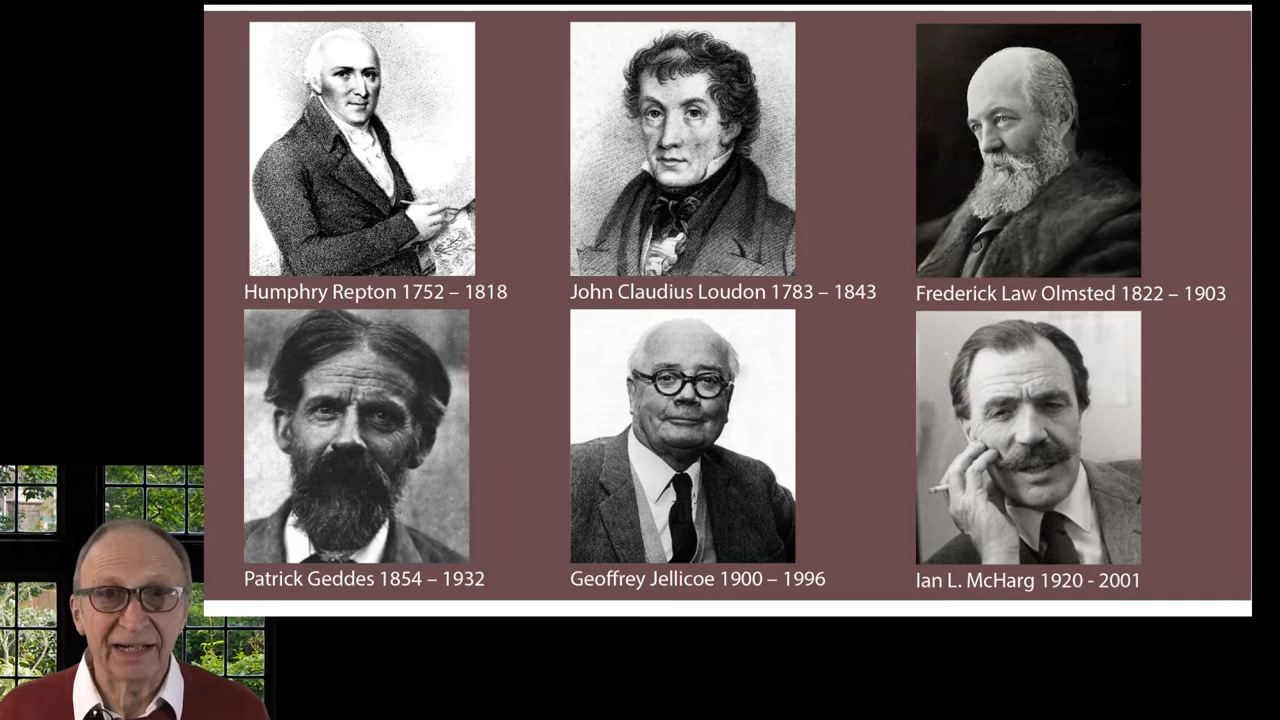 Humphry Repton 1752 – 1818
John Claudius Loudon 1783 – 1843
Frederick Law Olmsted 1822 – 1903
Patrick Geddes 1854 – 1932
Geoffrey Jellicoe 1900 – 1996
Ian L. McHarg 1920 - 2001